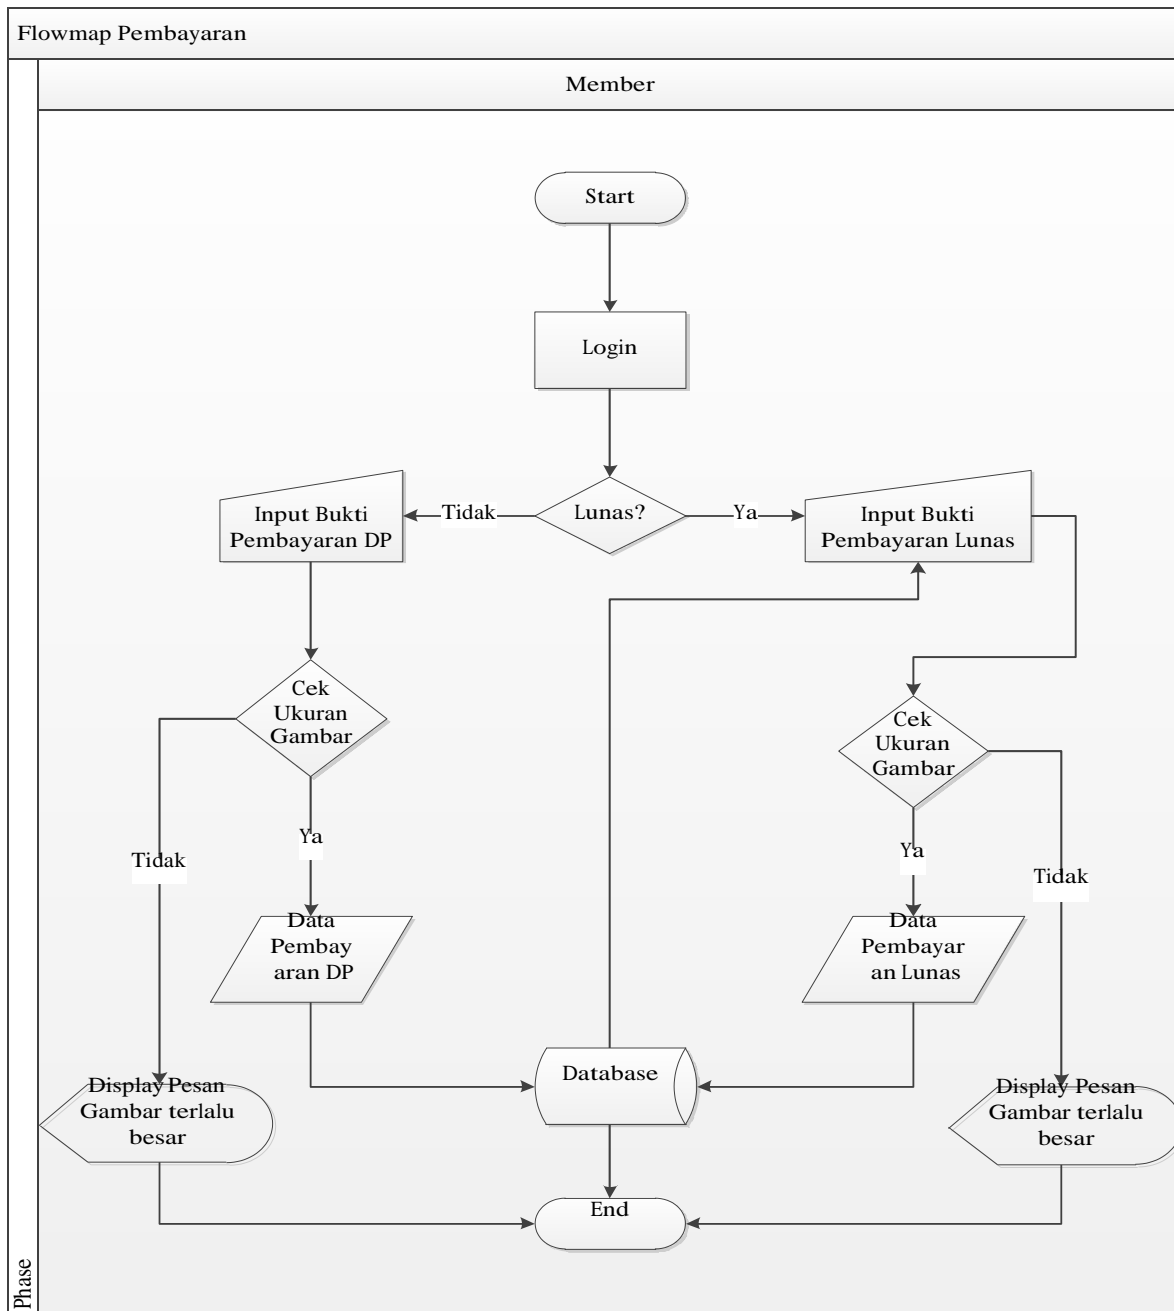 Flowmap Pembayaran
Member
Start
Login
Lunas?
Tidak
Ya
Input Bukti
Pembayaran DP
Input Bukti
Pembayaran Lunas
Cek
Ukuran
Gambar
Cek
Ukuran
Gambar
Ya
Tidak
Ya
Tidak
Data
Pembay
aran DP
Data
Pembayar
an Lunas
Database
Display Pesan
Gambar terlalu
besar
Display Pesan
Gambar terlalu
besar
End
Phase